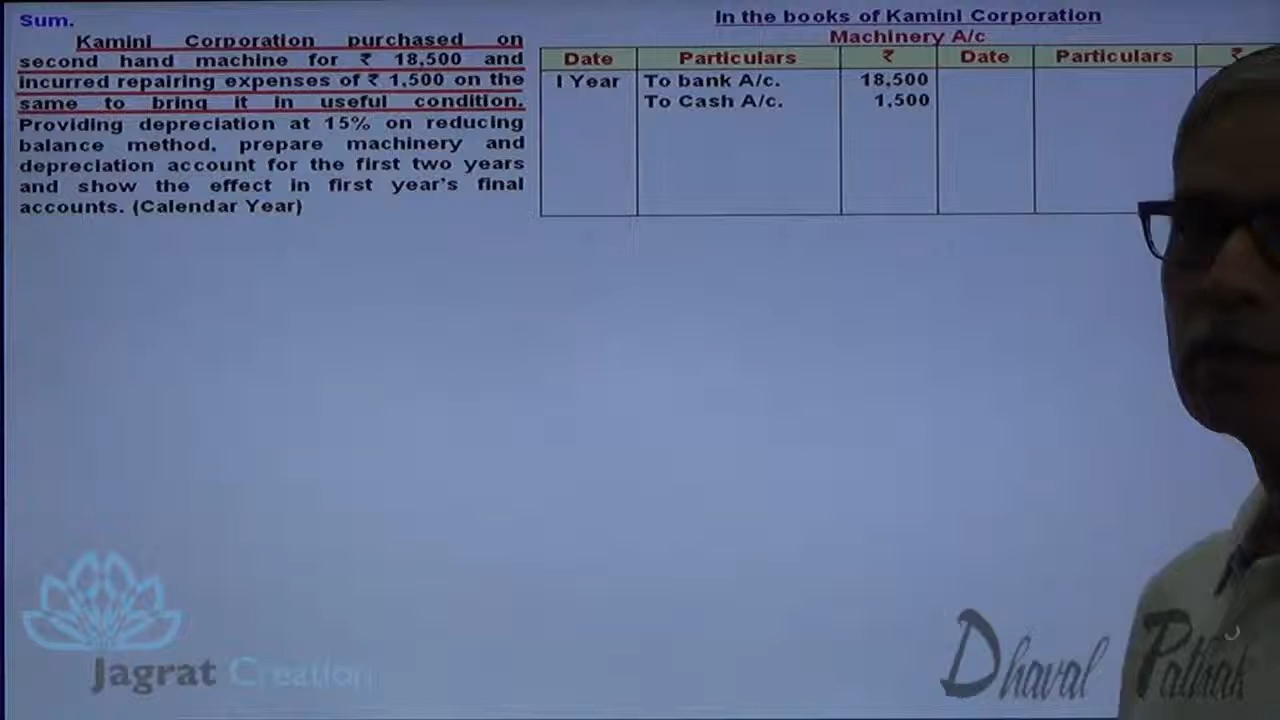 Sum.
Kamini Corporation purchased on
second hand machine for ₹ 18,500 and
incurred repairing expenses of ₹ 1,500 on the
same to bring it in useful condition.
Providing depreciation at 15% on reducing
balance method, prepare machinery and
depreciation account for the first two years
and show the effect in first year's final
accounts. (Calendar Year)
In the books of Kamini Corporation
Machinery A/c
Date Particulars ₹ Date Particulars ₹
I Year To bank A/c. 18,500
To Cash A/c. 1,500
Jagrat Creation
Dhaval Pathak